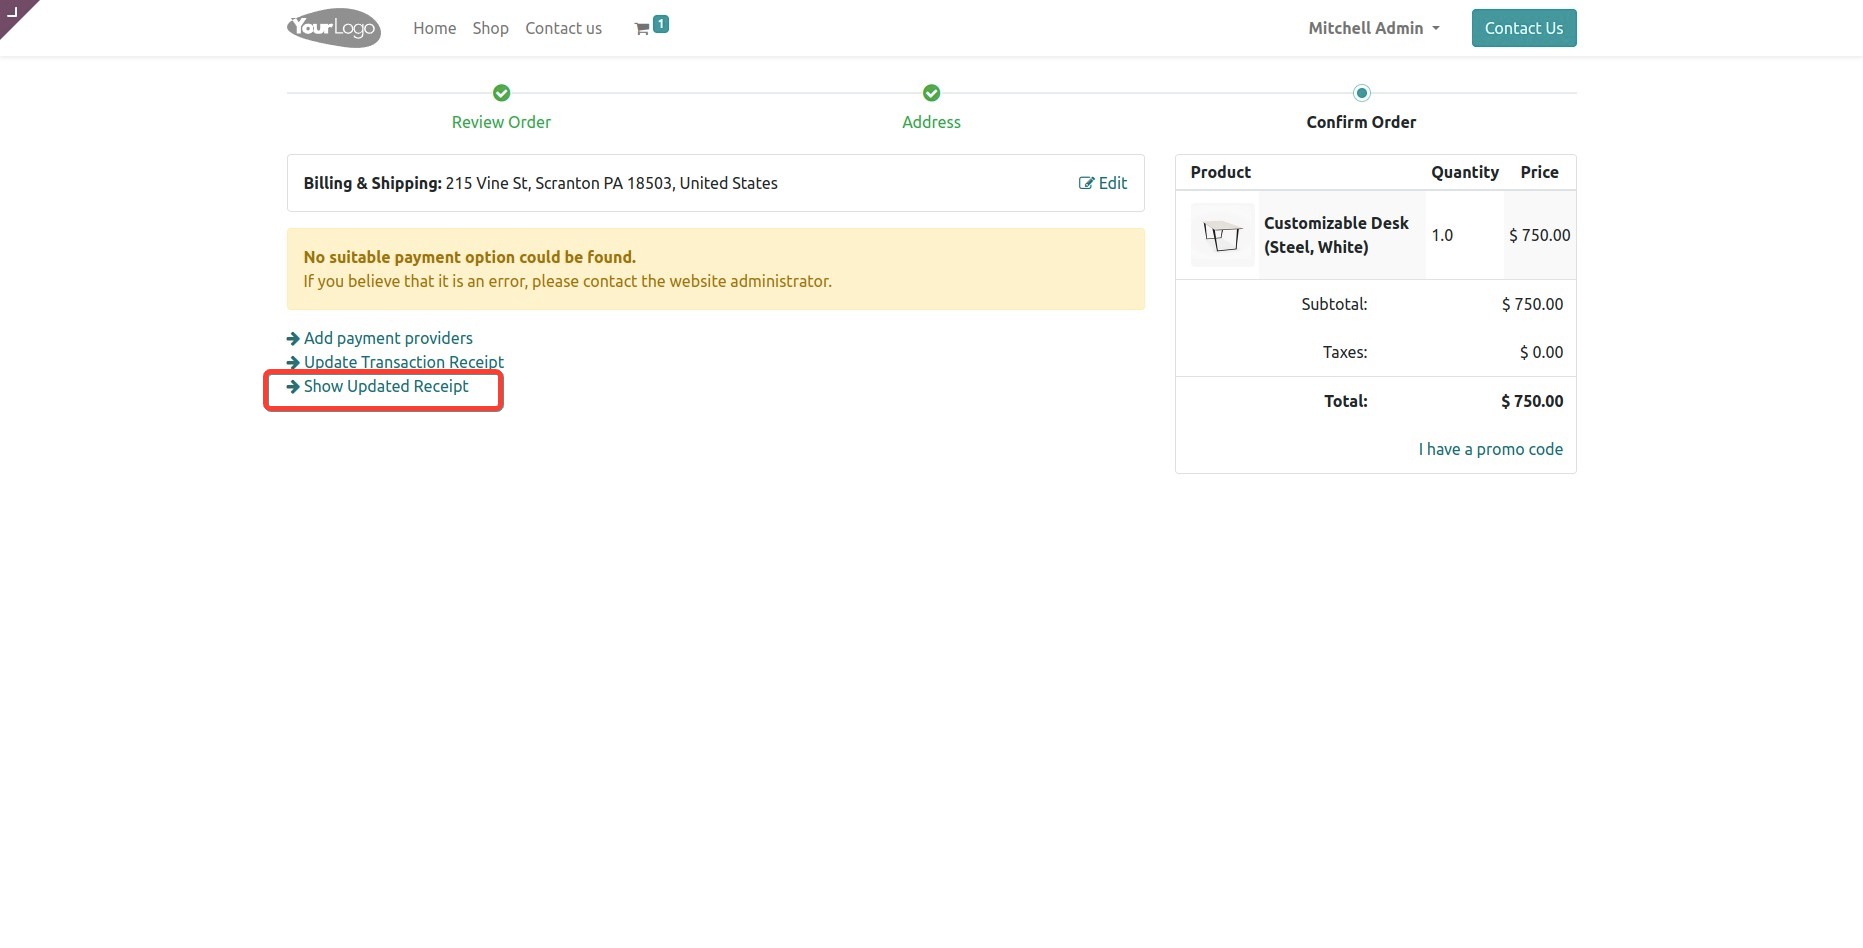 YourLogo
Home Shop Contact us 1
Mitchell Admin
Contact Us
Review Order
Address
Confirm Order
Billing & Shipping: 215 Vine St, Scranton PA 18503, United States
Edit
No suitable payment option could be found.
If you believe that it is an error, please contact the website administrator.
Add payment providers
Update Transaction Receipt
Show Updated Receipt
Product Quantity Price
Customizable Desk
(Steel, White)
1.0
$ 750.00
Subtotal: $ 750.00
Taxes: $ 0.00
Total: $ 750.00
I have a promo code